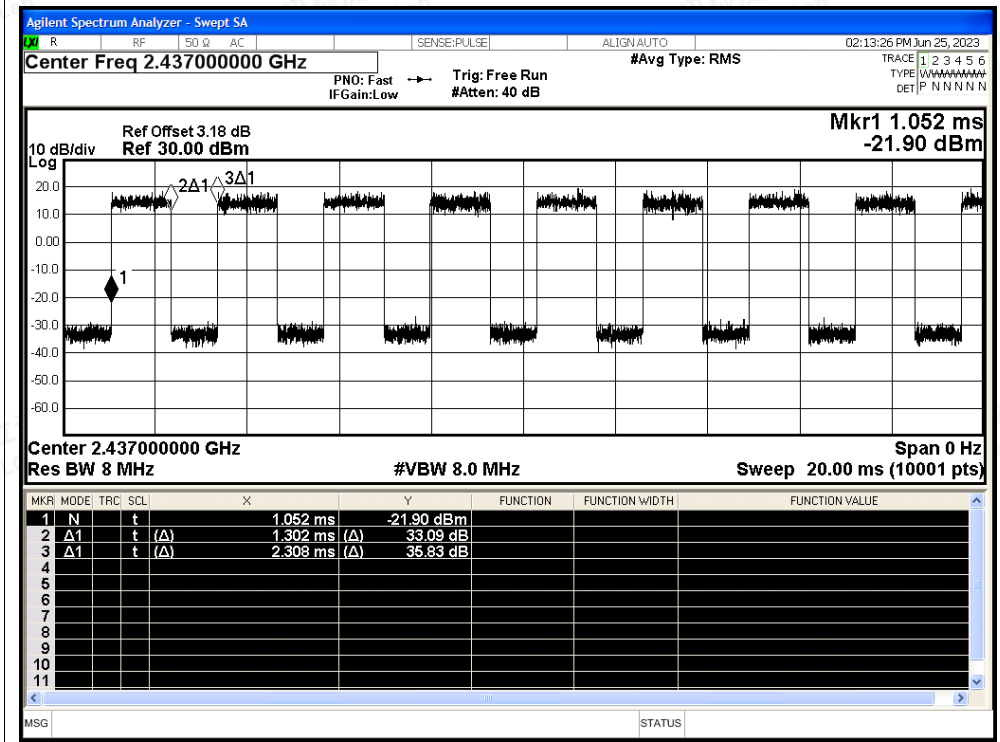 Agilent Spectrum Analyzer - Swept SA
LXI R RF 50 Ω AC SENSE:PULSE ALIGN AUTO 02:13:26 PM Jun 25, 2023
Center Freq 2.437000000 GHz #Avg Type: RMS TRACE 1 2 3 4 5 6
PNO: Fast Trig: Free Run TYPE WWWWWW
IFGain:Low #Atten: 40 dB DET P N N N N N
Mkr1 1.052 ms
Ref Offset 3.18 dB
10 dB/div Ref 30.00 dBm -21.90 dBm
Log
20.0
2Δ1 3Δ1
10.0
0.00
-10.0
1
-20.0
-30.0
-40.0
-50.0
-60.0
Center 2.437000000 GHz Span 0 Hz
Res BW 8 MHz #VBW 8.0 MHz Sweep 20.00 ms (10001 pts)
MKR MODE TRC SCL X Y FUNCTION FUNCTION WIDTH FUNCTION VALUE
1 N t 1.052 ms -21.90 dBm
2 Δ1 t (Δ) 1.302 ms (Δ) 33.09 dB
3 Δ1 t (Δ) 2.308 ms (Δ) 35.83 dB
4
5
6
7
8
9
10
11
MSG STATUS